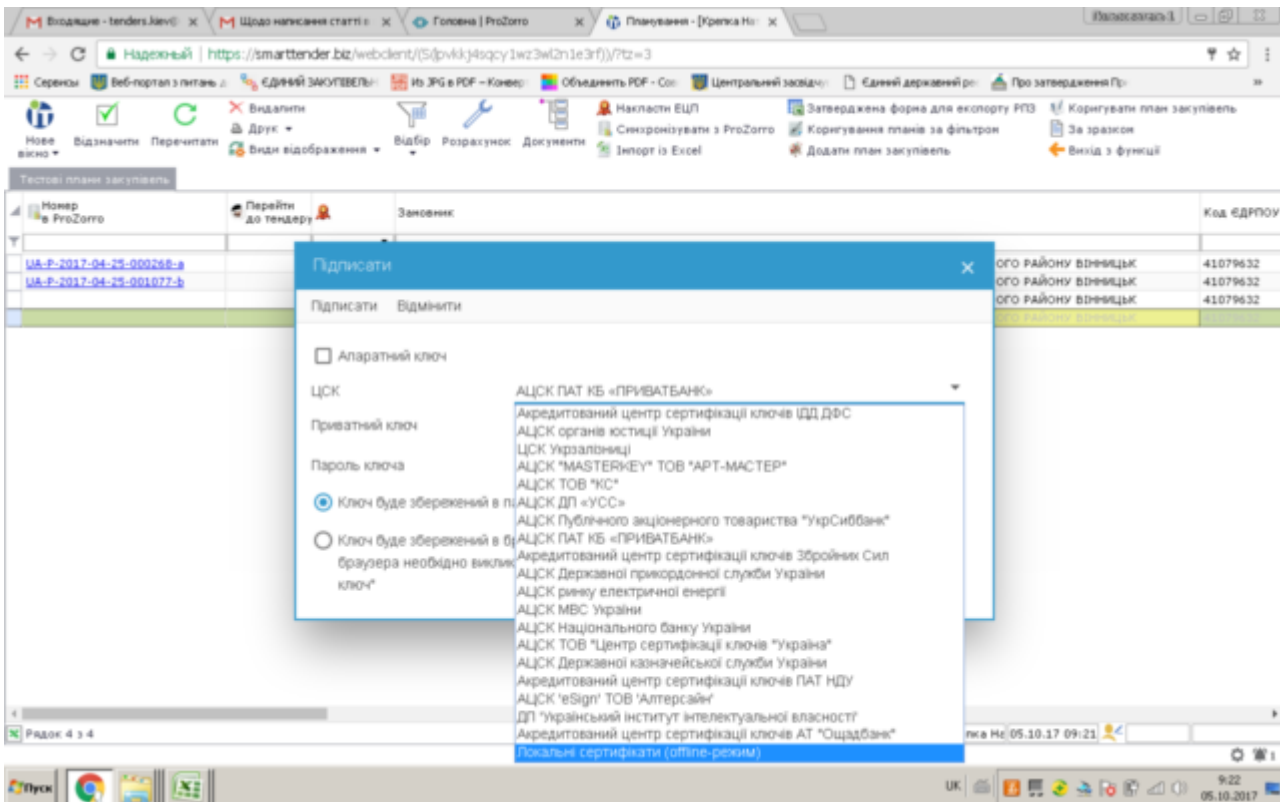 Входящие - tenders.kiev@
Щодо написання статті в
Головна | ProZorro
Планування - [Крепка На
Надежный | https://smarttender.biz/webclient/(S(lpvkkj4sqcy1wz3wl2n1e3rf))/?tz=3
Сервисы Веб-портал з питань д ЄДИНИЙ ЗАКУПІВЕЛЬН Из JPG в PDF – Конвер Объединить PDF - Сое Центральний засвідчу Єдиний державний ре Про затвердження По »
Нове вікно
Відзначити
Перечитати
Видалити
Друк
Види відображення
Відбір
Розрахунок
Документи
Накласти ЕЦП
Синхронізувати з ProZorro
Імпорт із Excel
Затверджена форма для експорту РПЗ
Коригування планів за фільтром
Додати план закупівель
Коригувати план закупівель
За зразком
Вихід з функції
Тестові плани закупівель
Номер в ProZorro
Перейти до тендеру
Замовник
Код ЄДРПОУ
UA-P-2017-04-25-000268-a ОГО РАЙОНУ ВІННИЦЬК 41079632
UA-P-2017-04-25-001077-b ОГО РАЙОНУ ВІННИЦЬК 41079632
ОГО РАЙОНУ ВІННИЦЬК 41079632
ОГО РАЙОНУ ВІННИЦЬК 41079632
Підписати
Підписати Відмінити
Апаратний ключ
ЦСК АЦСК ПАТ КБ «ПРИВАТБАНК»
Приватний ключ
Пароль ключа
Ключ буде збережений в п
Ключ буде збережений в б
браузера необхідно виклик
ключ"
Акредитований центр сертифікації ключів ІДД ДФС
АЦСК органів юстиції України
ЦСК Укрзалізниці
АЦСК "MASTERKEY" ТОВ "АРТ-МАСТЕР"
АЦСК ТОВ "КС"
АЦСК ДП «УСС»
АЦСК Публічного акціонерного товариства "УкрСиббанк"
АЦСК ПАТ КБ «ПРИВАТБАНК»
Акредитований центр сертифікації ключів Збройних Сил
АЦСК Державної прикордонної служби України
АЦСК ринку електричної енергії
АЦСК МВС України
АЦСК Національного банку України
АЦСК ТОВ "Центр сертифікації ключів "Україна"
АЦСК Державної казначейської служби України
Акредитований центр сертифікації ключів ПАТ НДУ
АЦСК 'eSign' ТОВ 'Алтерсайн'
ДП "Український інститут інтелектуальної власності"
Акредитований центр сертифікації ключів АТ "Ощадбанк"
Локальні сертифікати (offline-режим)
Рядок 4 з 4
пка На 05.10.17 09:21
1
Пуск
UK
9:22
05.10.2017